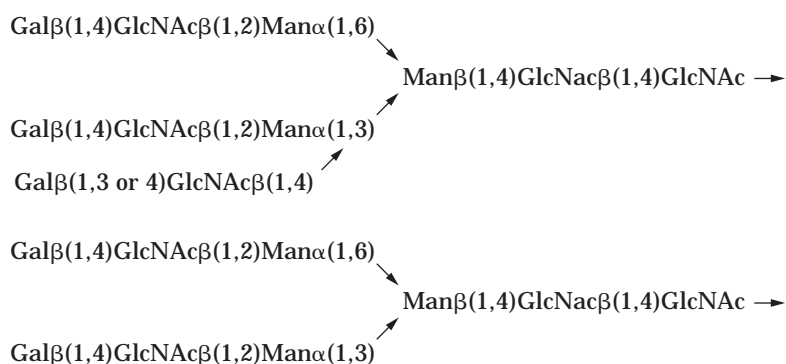 Galβ(1,4)GlcNAcβ(1,2)Manα(1,6)
Manβ(1,4)GlcNacβ(1,4)GlcNAc
Galβ(1,4)GlcNAcβ(1,2)Manα(1,3)
Galβ(1,3 or 4)GlcNAcβ(1,4)
Galβ(1,4)GlcNAcβ(1,2)Manα(1,6)
Manβ(1,4)GlcNacβ(1,4)GlcNAc
Galβ(1,4)GlcNAcβ(1,2)Manα(1,3)